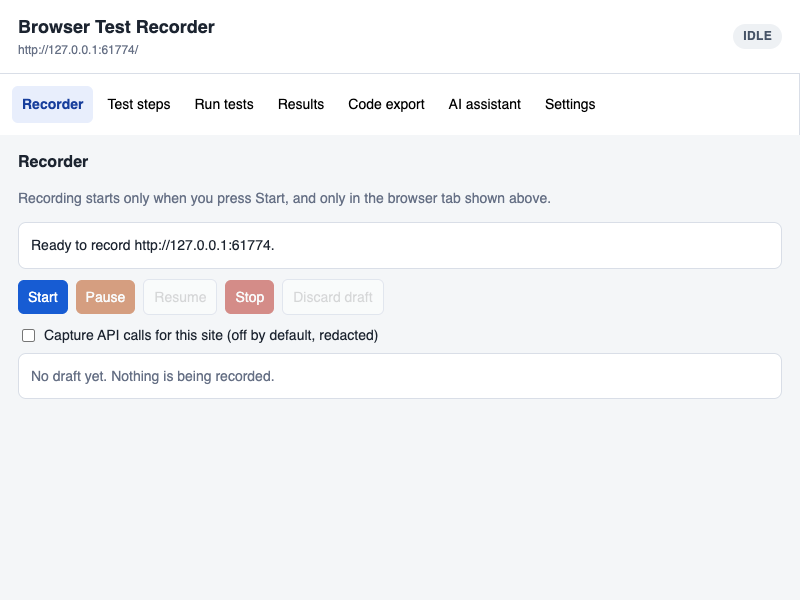 Browser Test Recorder
http://127.0.0.1:61774/
IDLE
Recorder Test steps Run tests Results Code export AI assistant Settings
Recorder
Recording starts only when you press Start, and only in the browser tab shown above.
Ready to record http://127.0.0.1:61774.
Start Pause Resume Stop Discard draft
Capture API calls for this site (off by default, redacted)
No draft yet. Nothing is being recorded.